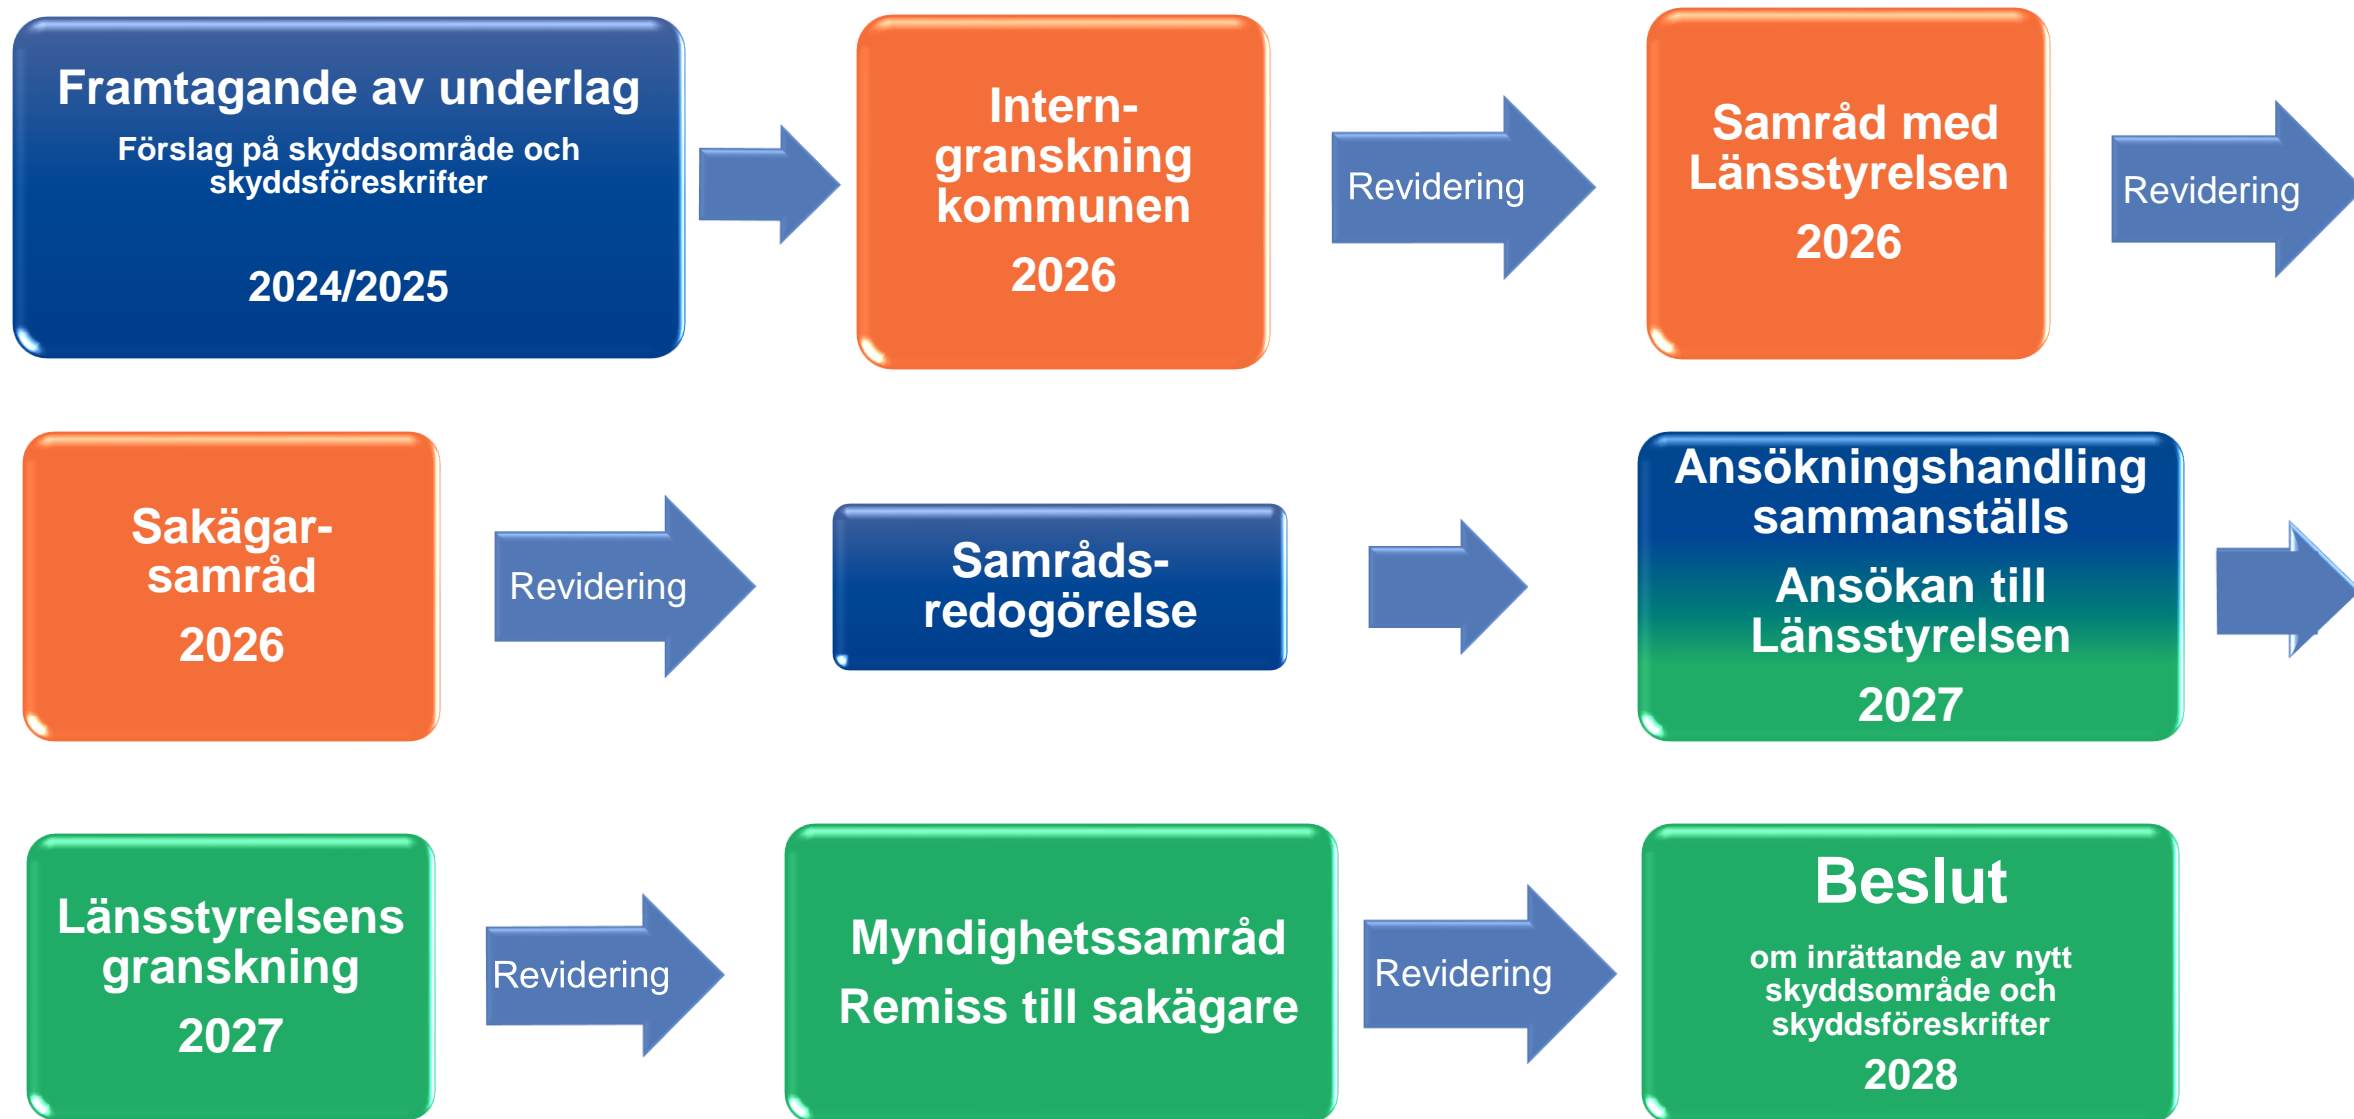 Framtagande av underlag
Förslag på skyddsområde och
skyddsföreskrifter
2024/2025
Intern-
granskning
kommunen
2026
Revidering
Samråd med
Länsstyrelsen
2026
Revidering
Sakägar-
samråd
2026
Revidering
Samråds-
redogörelse
Ansökningshandling
sammanställs
Ansökan till
Länsstyrelsen
2027
Länsstyrelsens
granskning
2027
Revidering
Myndighetssamråd
Remiss till sakägare
Revidering
Beslut
om inrättande av nytt
skyddsområde och
skyddsföreskrifter
2028